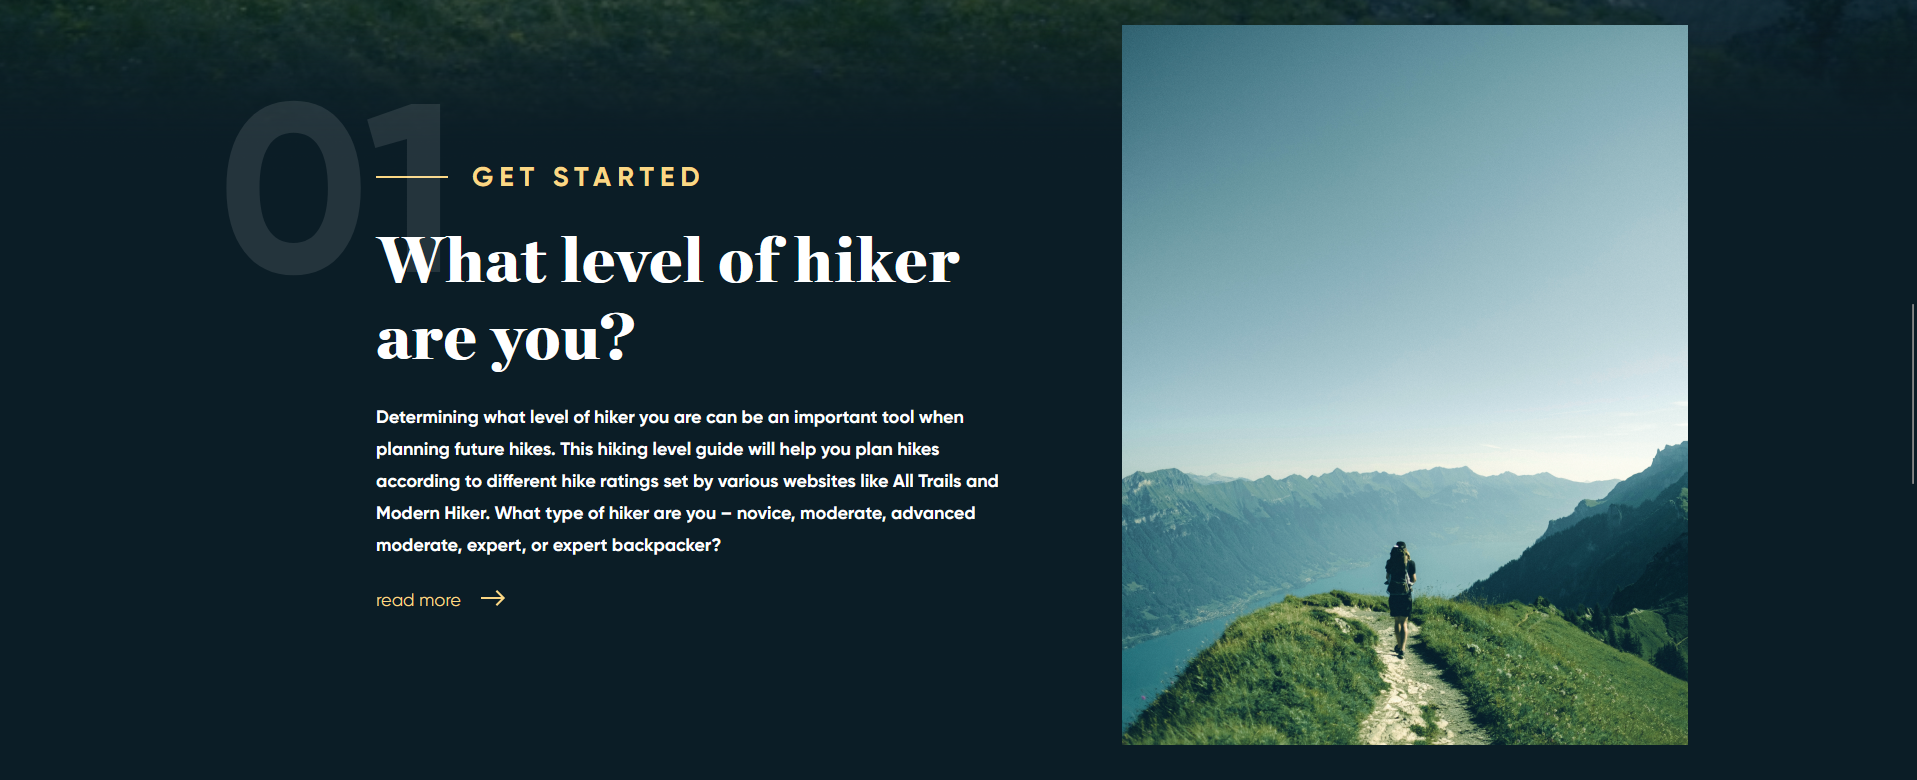 01
GET STARTED
What level of hiker
are you?
Determining what level of hiker you are can be an important tool when
planning future hikes. This hiking level guide will help you plan hikes
according to different hike ratings set by various websites like All Trails and
Modern Hiker. What type of hiker are you – novice, moderate, advanced
moderate, expert, or expert backpacker?
read more